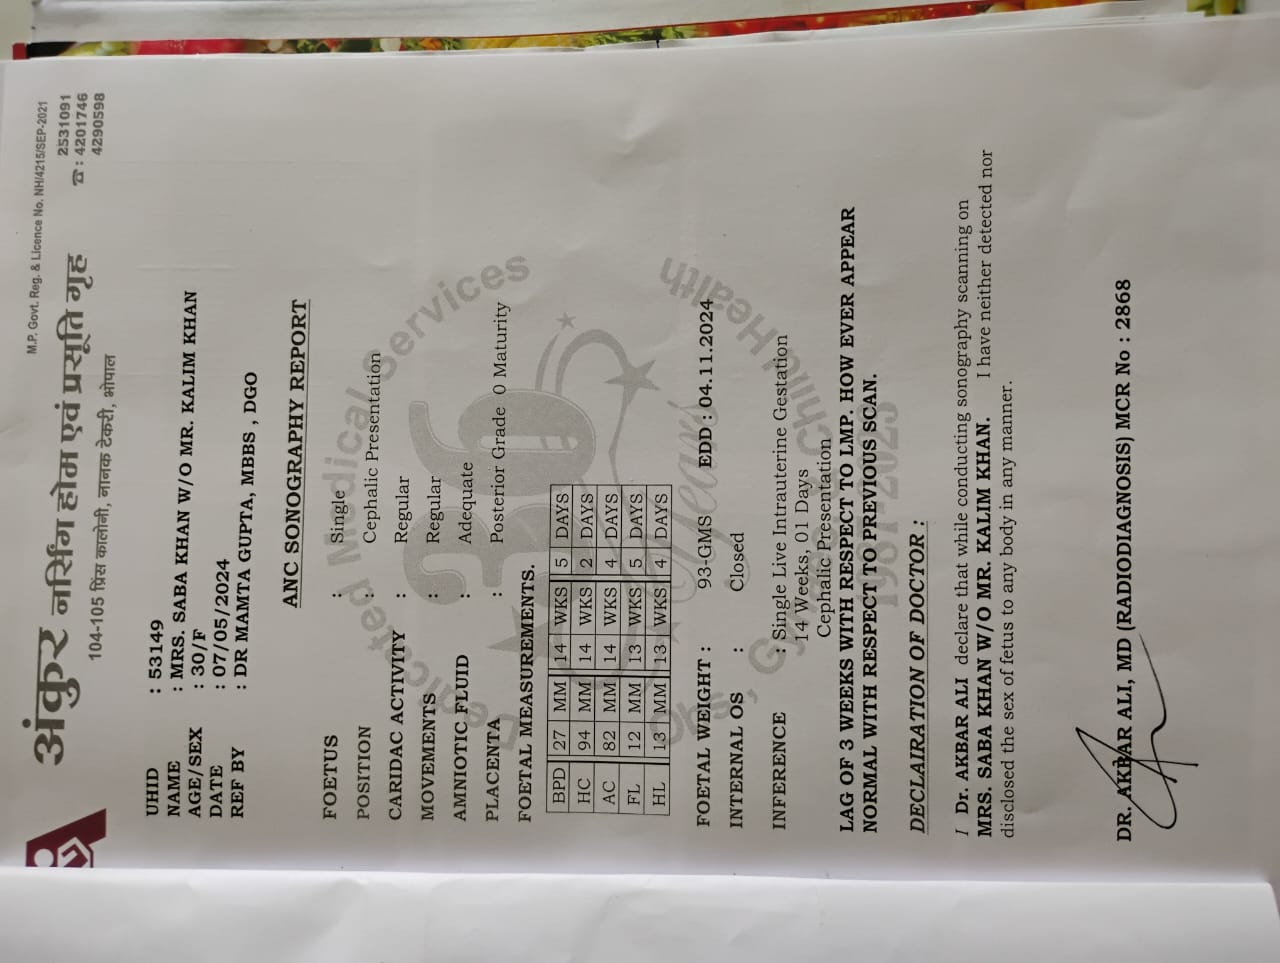 M.P. Govt. Reg. & Licence No. NH/4215/SEP-2021
अंकुर नर्सिंग होम एवं प्रसूति गृह
104-105 प्रिंस कालोनी, नानक टेकरी, भोपाल
2531091
☎: 4201746
4290598
UHID : 53149
NAME : MRS. SABA KHAN W/O MR. KALIM KHAN
AGE/SEX : 30/F
DATE : 07/05/2024
REF BY : DR MAMTA GUPTA, MBBS , DGO
ANC SONOGRAPHY REPORT
FOETUS : Single
POSITION : Cephalic Presentation
CARIDAC ACTIVITY : Regular
MOVEMENTS : Regular
AMNIOTIC FLUID : Adequate
PLACENTA : Posterior Grade 0 Maturity
FOETAL MEASUREMENTS.
BPD 27 MM 14 WKS 5 DAYS
HC 94 MM 14 WKS 2 DAYS
AC 82 MM 14 WKS 4 DAYS
FL 12 MM 13 WKS 5 DAYS
HL 13 MM 13 WKS 4 DAYS
FOETAL WEIGHT : 93-GMS EDD : 04.11.2024
INTERNAL OS : Closed
INFERENCE : Single Live Intrauterine Gestation
14 Weeks, 01 Days
Cephalic Presentation
LAG OF 3 WEEKS WITH RESPECT TO LMP. HOW EVER APPEAR
NORMAL WITH RESPECT TO PREVIOUS SCAN.
DECLAIRATION OF DOCTOR :
I Dr. AKBAR ALI declare that while conducting sonography scanning on
MRS. SABA KHAN W/O MR. KALIM KHAN. I have neither detected nor
disclosed the sex of fetus to any body in any manner.
DR. AKBAR ALI, MD (RADIODIAGNOSIS) MCR No : 2868
Dedicated Medical Services
36
Years
1981-2023